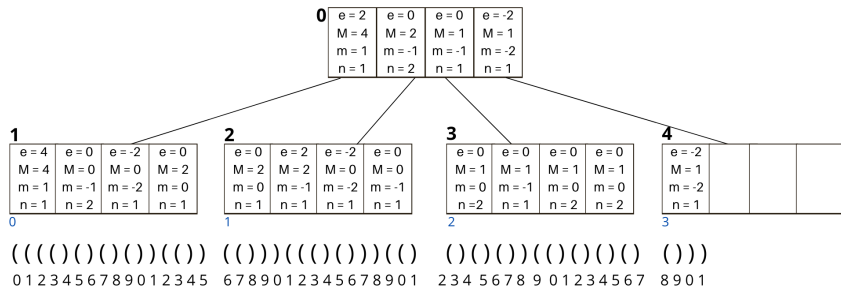 0
e = 2 e = 0 e = 0 e = -2
M = 4 M = 2 M = 1 M = 1
m = 1 m = -1 m = -1 m = -2
n = 1 n = 2 n = 1 n = 1
1 2 3 4
e = 4 e = 0 e = -2 e = 0 e = 0 e = 2 e = -2 e = 0 e = 0 e = 0 e = 0 e = 0 e = -2
M = 4 M = 0 M = 0 M = 2 M = 2 M = 2 M = 0 M = 0 M = 1 M = 1 M = 1 M = 1 M = 1
m = 1 m = -1 m = -2 m = 0 m = 0 m = -1 m = -2 m = -1 m = 0 m = -1 m = 0 m = 0 m = -2
n = 1 n = 2 n = 1 n = 1 n = 1 n = 1 n = 1 n = 1 n =2 n = 1 n = 2 n = 2 n = 1
0 1 2 3
( ( ( ( ) ( ) ( ) ( ) ) ( ( ) ) ( ( ) ) ) ( ( ( ) ( ) ) ) ( ( ) ( ) ( ) ) ( ( ) ( ) ( ) ( ) ( ) ( ) ) )
0 1 2 3 4 5 6 7 8 9 0 1 2 3 4 5 6 7 8 9 0 1 2 3 4 5 6 7 8 9 0 1 2 3 4 5 6 7 8 9 0 1 2 3 4 5 6 7 8 9 0 1